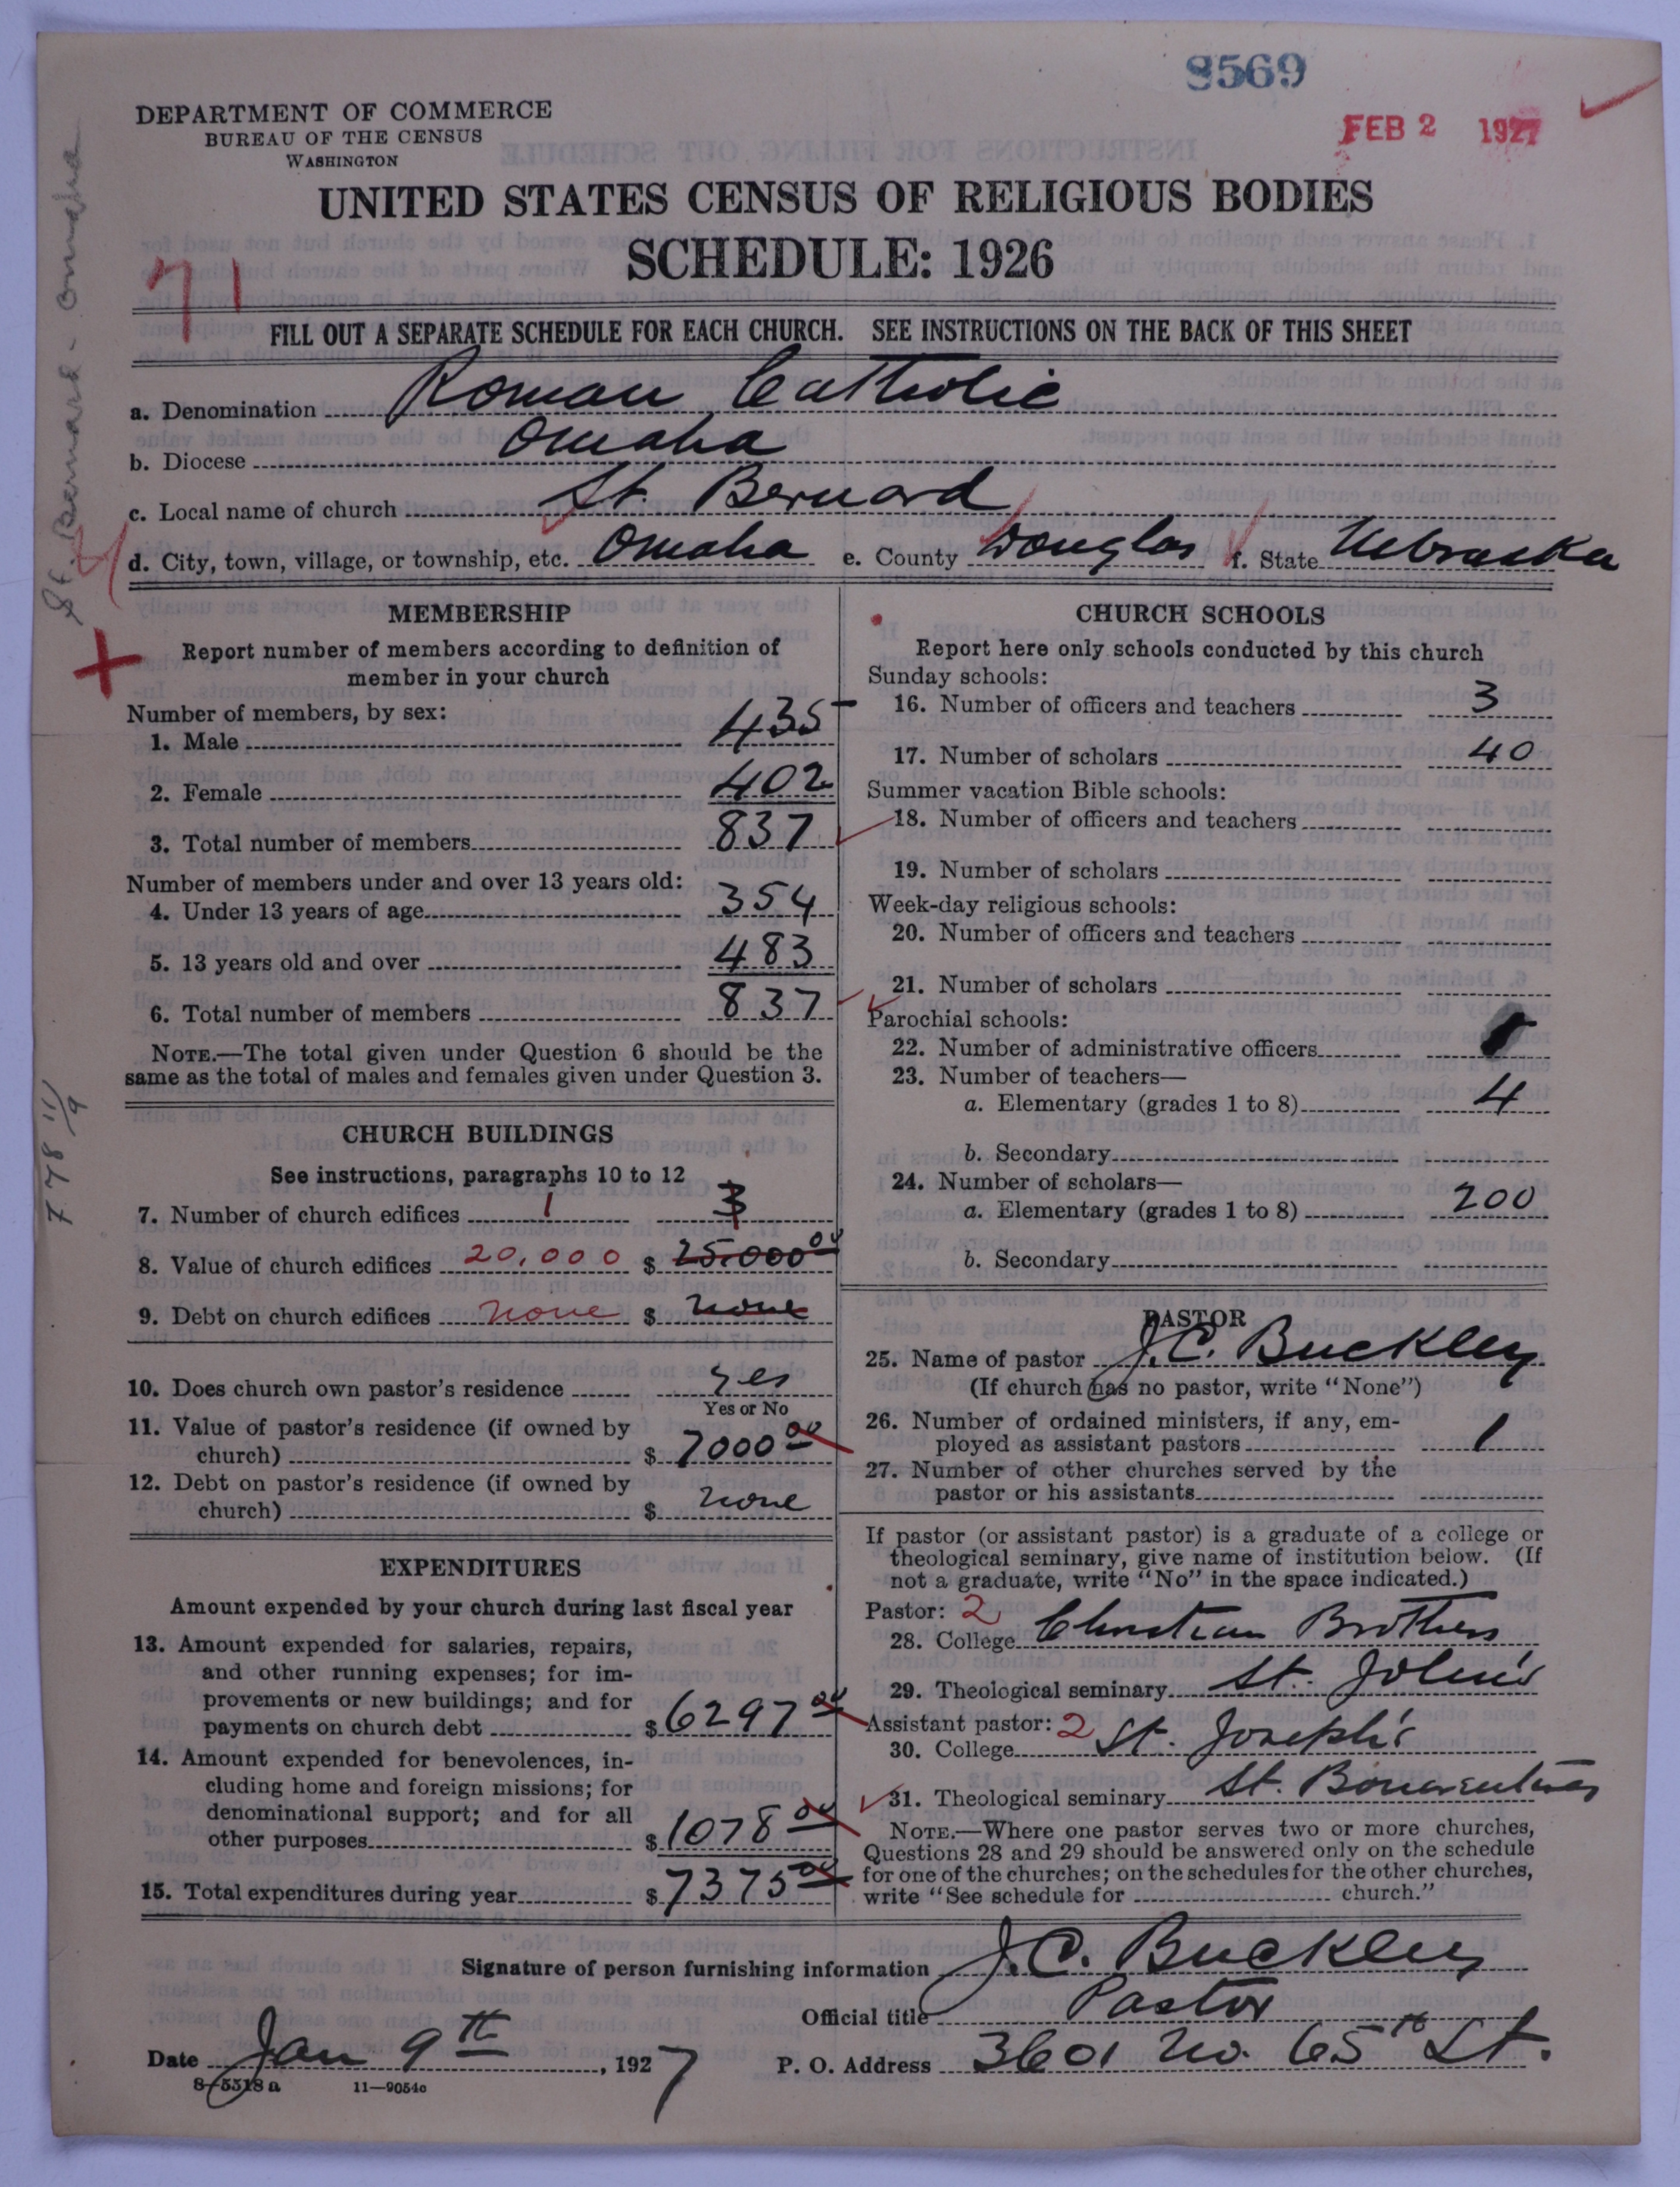 8569
FEB 2 1927
DEPARTMENT OF COMMERCE
BUREAU OF THE CENSUS
WASHINGTON
UNITED STATES CENSUS OF RELIGIOUS BODIES
SCHEDULE: 1926
71
St. Bernard - Omaha
FILL OUT A SEPARATE SCHEDULE FOR EACH CHURCH. SEE INSTRUCTIONS ON THE BACK OF THIS SHEET
a. Denomination Roman Catholic
b. Diocese Omaha
c. Local name of church St. Bernard
d. City, town, village, or township, etc. Omaha e. County Douglas f. State Nebraska
MEMBERSHIP
Report number of members according to definition of
member in your church
Number of members, by sex:
1. Male 435
2. Female 402
3. Total number of members 837
Number of members under and over 13 years old:
4. Under 13 years of age 354
5. 13 years old and over 483
6. Total number of members 837
NOTE.—The total given under Question 6 should be the
same as the total of males and females given under Question 3.
CHURCH BUILDINGS
See instructions, paragraphs 10 to 12
7. Number of church edifices 1 3
8. Value of church edifices 20,000 $ 25,000 00
9. Debt on church edifices none $ none
10. Does church own pastor's residence yes
Yes or No
11. Value of pastor's residence (if owned by
church) $ 7000 00
12. Debt on pastor's residence (if owned by
church) $ none
EXPENDITURES
Amount expended by your church during last fiscal year
13. Amount expended for salaries, repairs,
and other running expenses; for im-
provements or new buildings; and for
payments on church debt $ 6297 00
14. Amount expended for benevolences, in-
cluding home and foreign missions; for
denominational support; and for all
other purposes $ 1078 00
15. Total expenditures during year $ 7375 00
CHURCH SCHOOLS
Report here only schools conducted by this church
Sunday schools:
16. Number of officers and teachers 3
17. Number of scholars 40
Summer vacation Bible schools:
18. Number of officers and teachers
19. Number of scholars
Week-day religious schools:
20. Number of officers and teachers
21. Number of scholars
Parochial schools:
22. Number of administrative officers
23. Number of teachers—
a. Elementary (grades 1 to 8) 4
b. Secondary
24. Number of scholars—
a. Elementary (grades 1 to 8) 200
b. Secondary
PASTOR
25. Name of pastor J.C. Buckley
(If church has no pastor, write "None")
26. Number of ordained ministers, if any, em-
ployed as assistant pastors 1
27. Number of other churches served by the
pastor or his assistants
If pastor (or assistant pastor) is a graduate of a college or
theological seminary, give name of institution below. (If
not a graduate, write "No" in the space indicated.)
Pastor: 2
28. College Christian Brothers
29. Theological seminary St. John's
Assistant pastor: 2
30. College St. Joseph's
31. Theological seminary St. Bonaventures
NOTE.—Where one pastor serves two or more churches,
Questions 28 and 29 should be answered only on the schedule
for one of the churches; on the schedules for the other churches,
write "See schedule for church."
Signature of person furnishing information J.C. Buckley
Official title Pastor
Date Jan 9th, 1927 P. O. Address 3601 No. 65th St.
8-5518 a 11-9054c